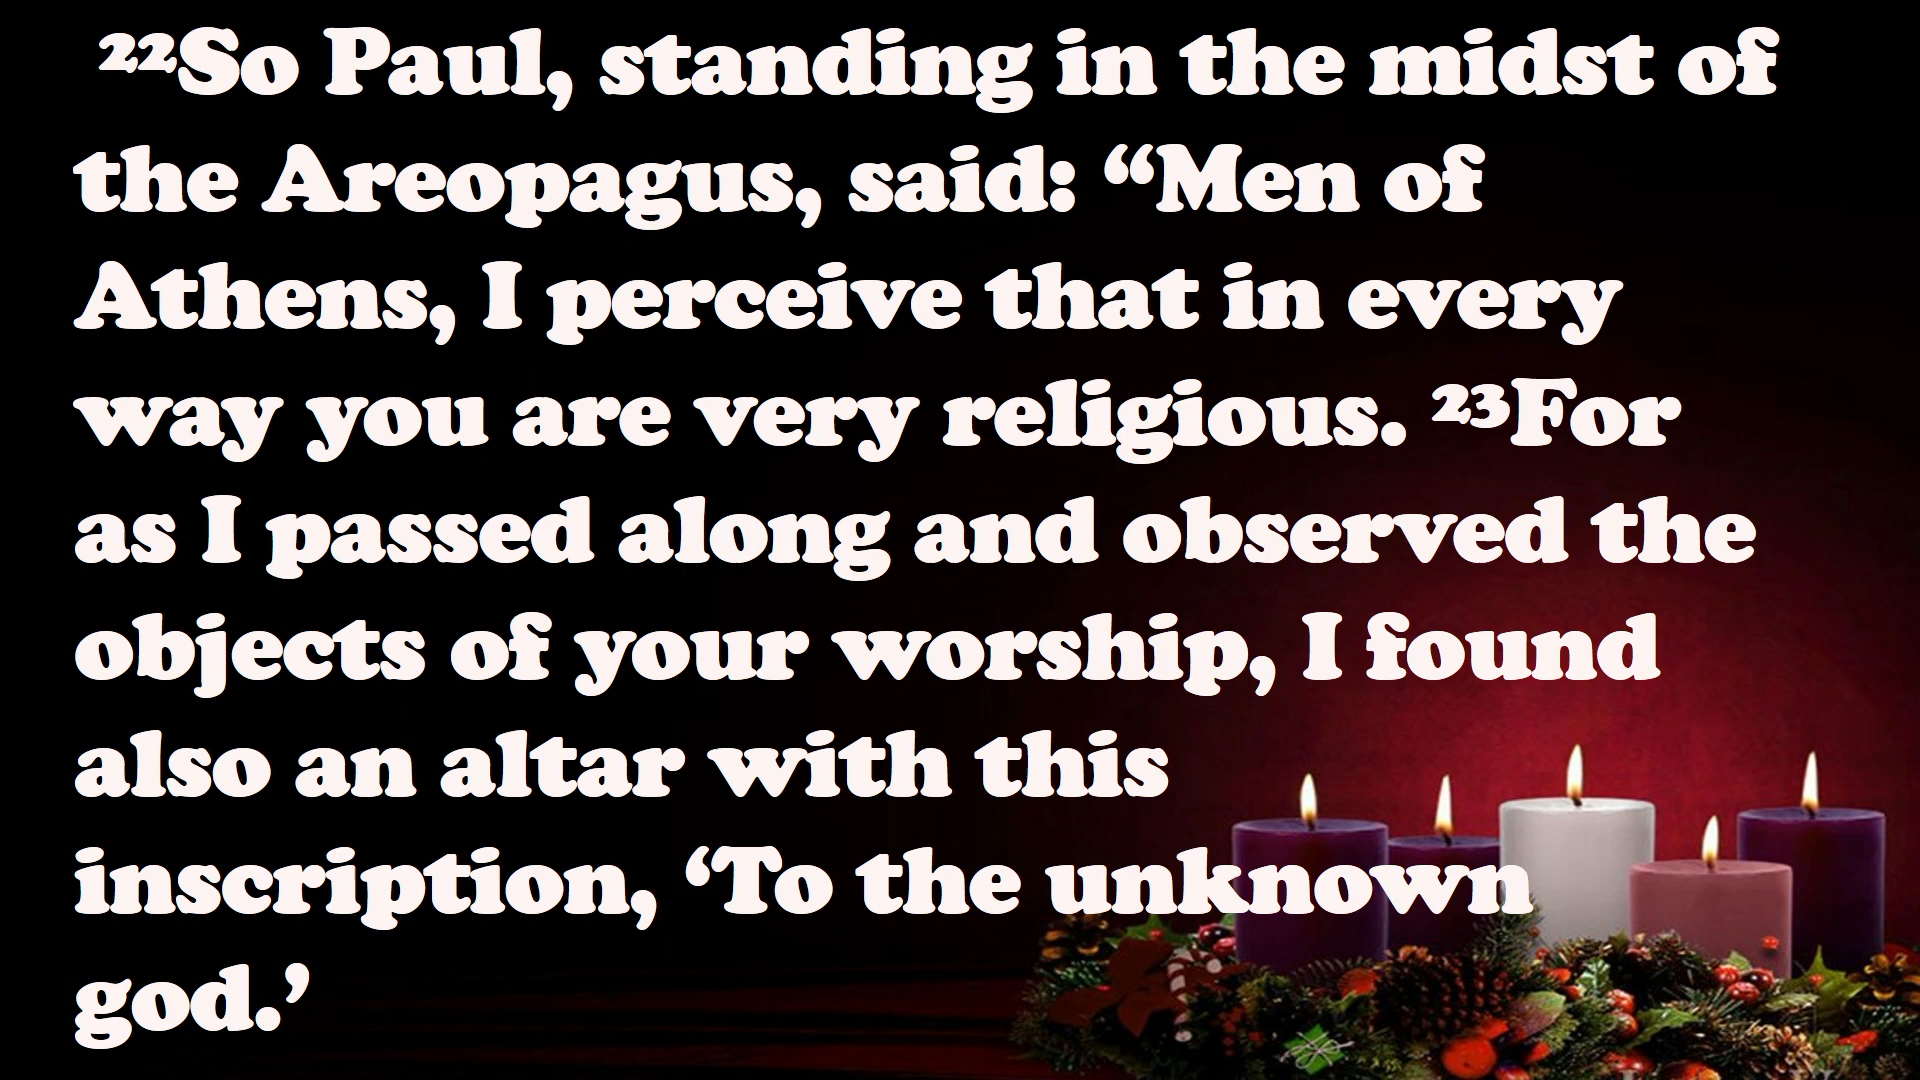 ²²So Paul, standing in the midst of
the Areopagus, said: “Men of
Athens, I perceive that in every
way you are very religious. ²³For
as I passed along and observed the
objects of your worship, I found
also an altar with this
inscription, ‘To the unknown
god.’